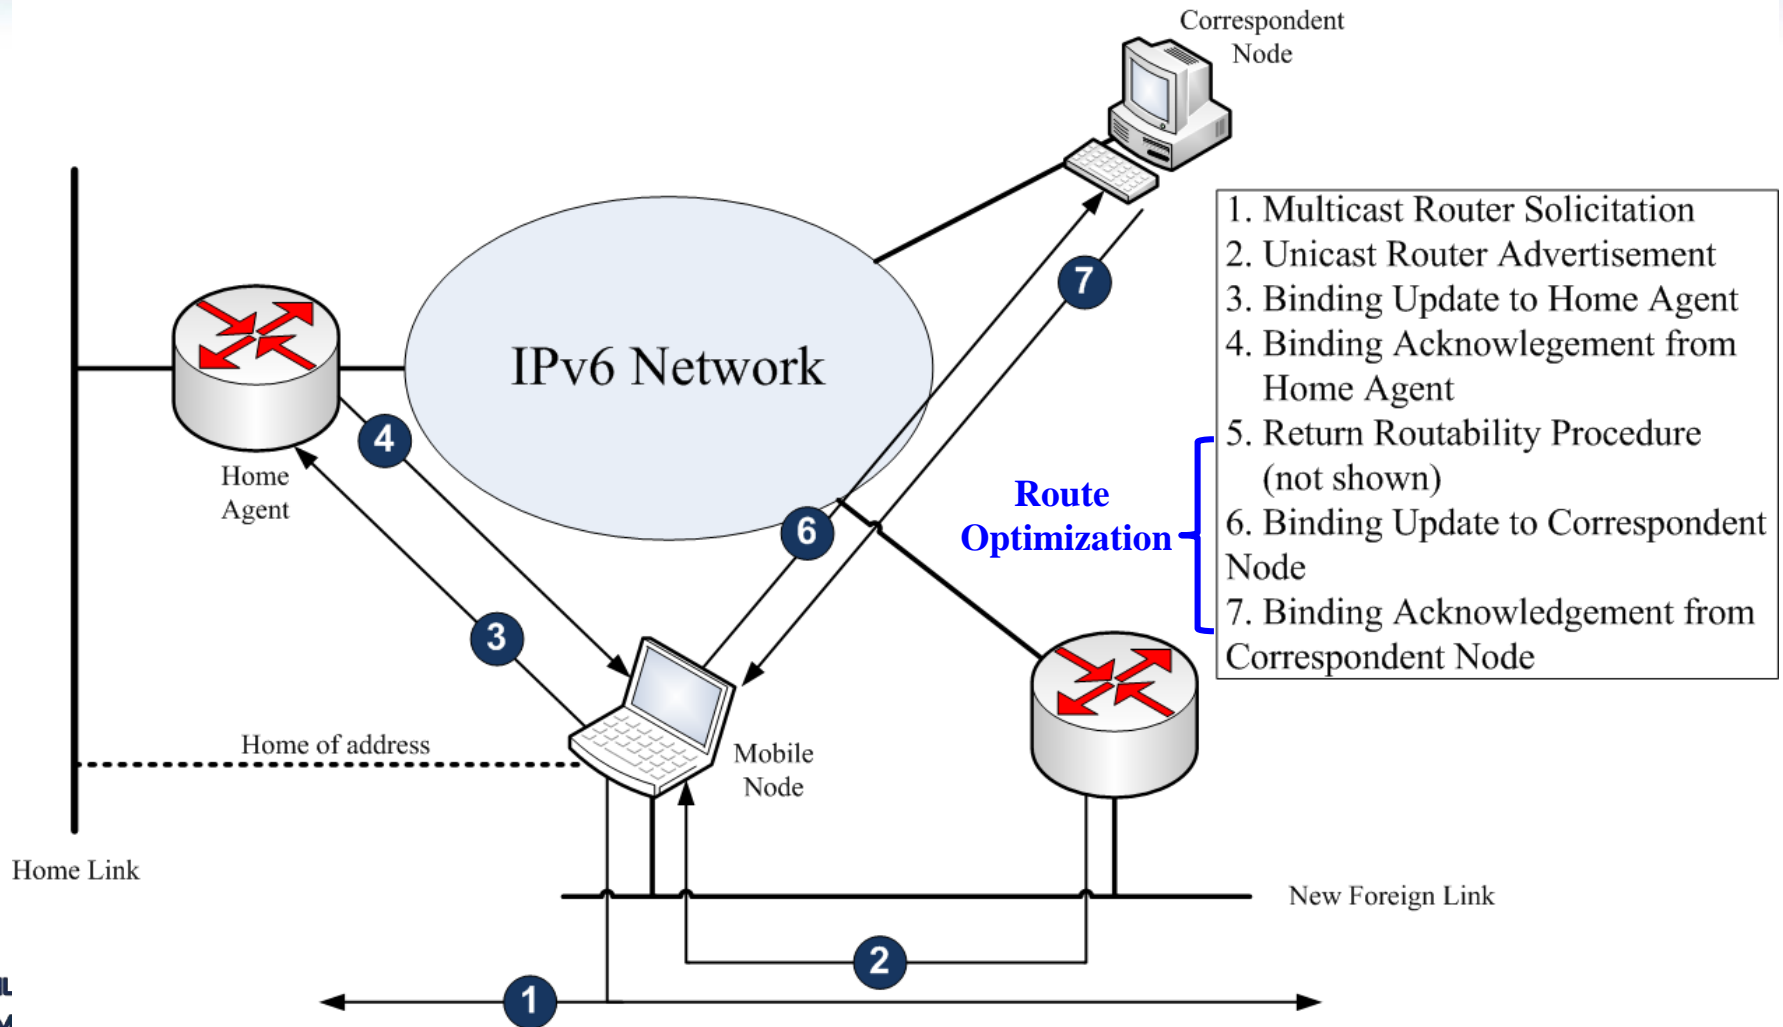 Correspondent
Node
1. Multicast Router Solicitation
2. Unicast Router Advertisement
3. Binding Update to Home Agent
4. Binding Acknowlegement from
Home Agent
5. Return Routability Procedure
(not shown)
6. Binding Update to Correspondent
Node
7. Binding Acknowledgement from
Correspondent Node
Route
Optimization
IPv6 Network
Home
Agent
7
4
6
3
Home of address
Mobile
Node
Home Link
New Foreign Link
2
1